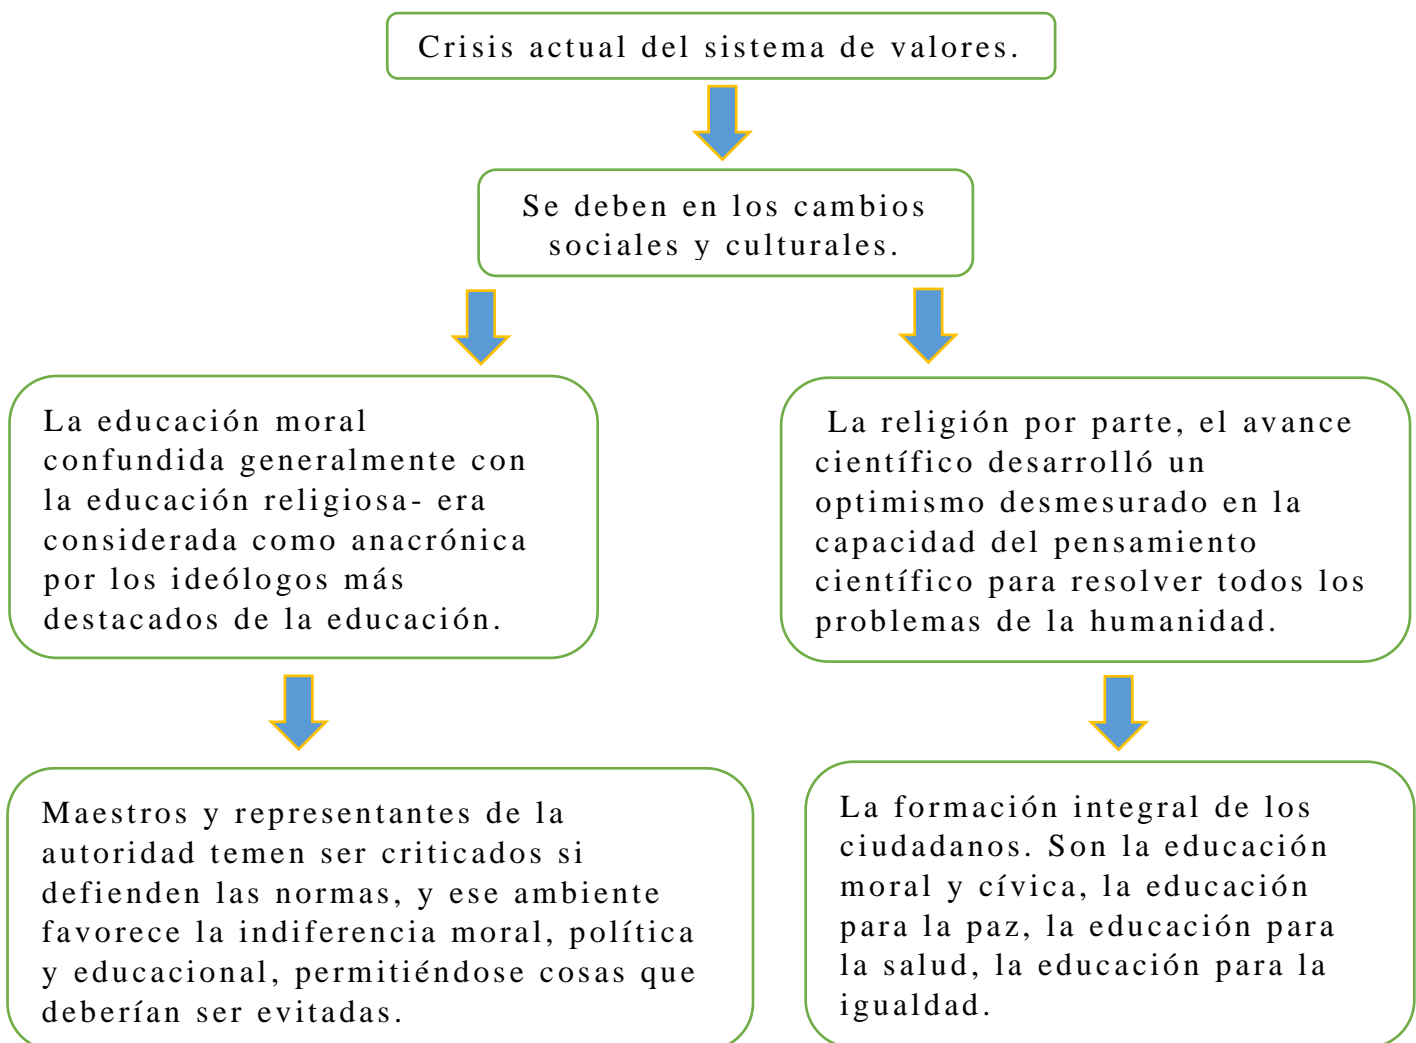 Crisis actual del sistema de valores.
Se deben en los cambios
sociales y culturales.
La educación moral
confundida generalmente con
la educación religiosa- era
considerada como anacrónica
por los ideólogos más
destacados de la educación.
La religión por parte, el avance
científico desarrolló un
optimismo desmesurado en la
capacidad del pensamiento
científico para resolver todos los
problemas de la humanidad.
Maestros y representantes de la
autoridad temen ser criticados si
defienden las normas, y ese ambiente
favorece la indiferencia moral, política
y educacional, permitiéndose cosas que
deberían ser evitadas.
La formación integral de los
ciudadanos. Son la educación
moral y cívica, la educación
para la paz, la educación para
la salud, la educación para la
igualdad.